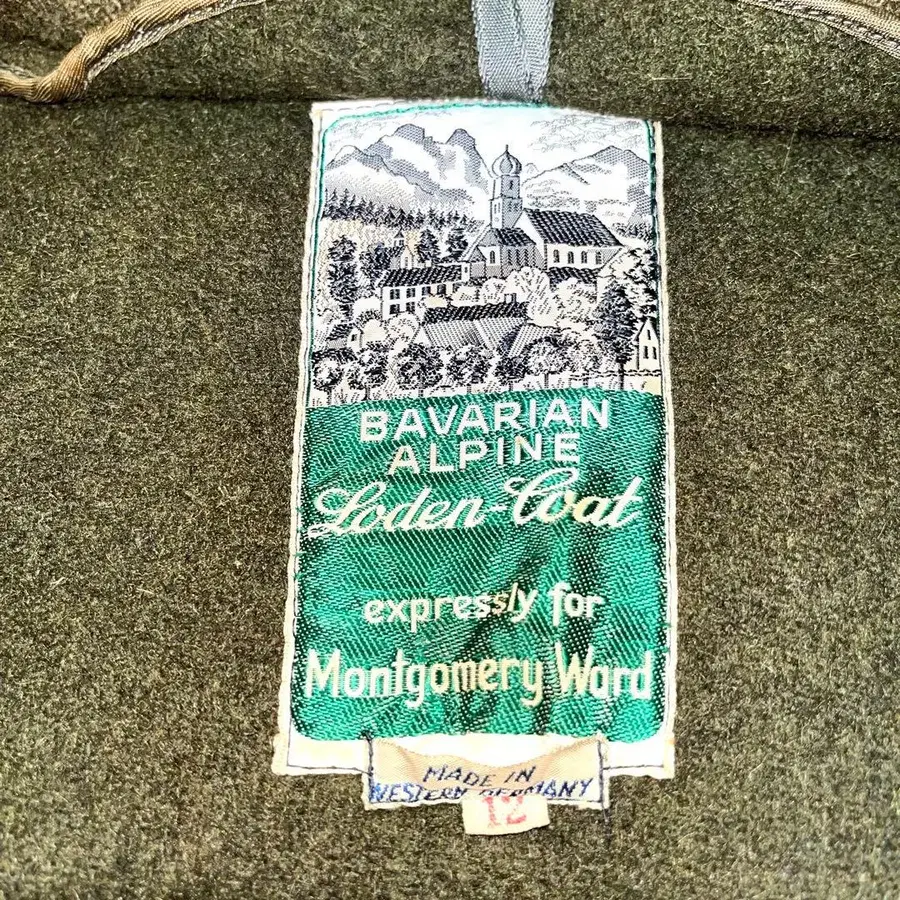 BAVARIAN
ALPINE
Loden-Coat
expressly for
Montgomery Ward
MADE IN
WESTERN GERMANY
12